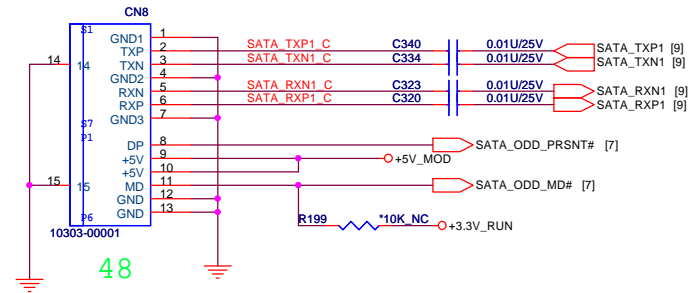 CN8
S1 GND1 1
TXP 2 SATA_TXP1_C C340 0.01U/25V SATA_TXP1 [9]
14 14 TXN 3 SATA_TXN1_C C334 0.01U/25V SATA_TXN1 [9]
GND2 4
RXN 5 SATA_RXN1_C C323 0.01U/25V SATA_RXN1 [9]
RXP 6 SATA_RXP1_C C320 0.01U/25V SATA_RXP1 [9]
S7 GND3 7
P1
DP 8 SATA_ODD_PRSNT# [7]
+5V 9 +5V_MOD
+5V 10
15 15 MD 11 SATA_ODD_MD# [7]
GND 12
P6 GND 13
10303-00001 R199 *10K_NC +3.3V_RUN
48